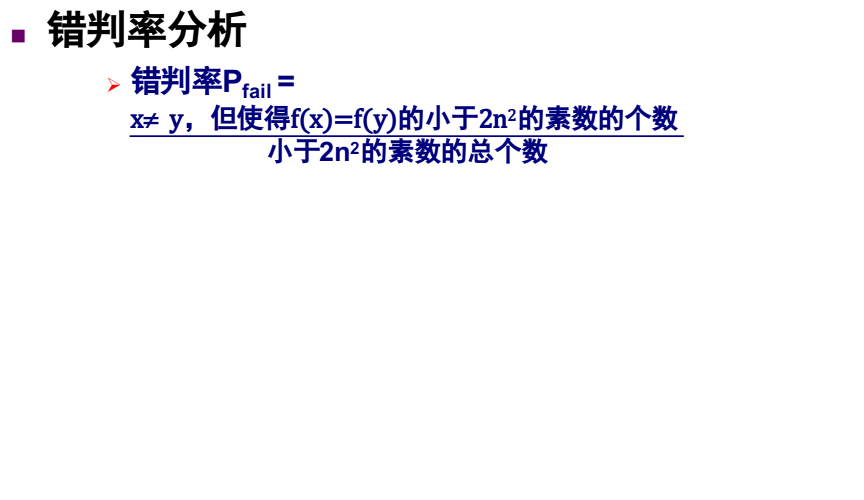 错判率分析
错判率Pfail =
x≠ y，但使得f(x)=f(y)的小于2n²的素数的个数
小于2n²的素数的总个数